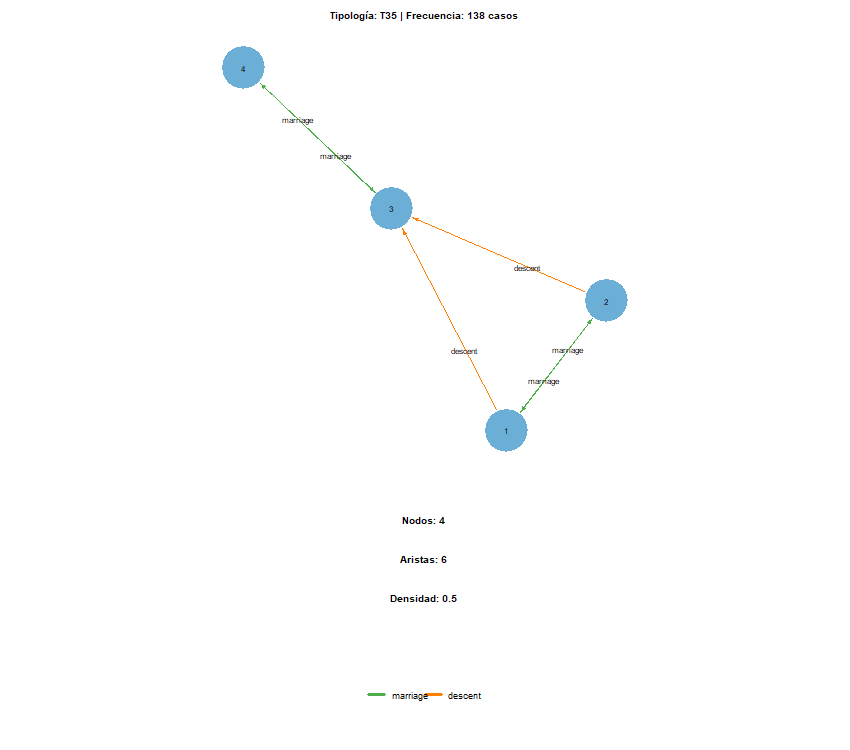 Tipología: T35 | Frecuencia: 138 casos
4
marriage
marriage
3
descent
2
marriage
descent
marriage
1
Nodos: 4
Aristas: 6
Densidad: 0.5
marriage descent